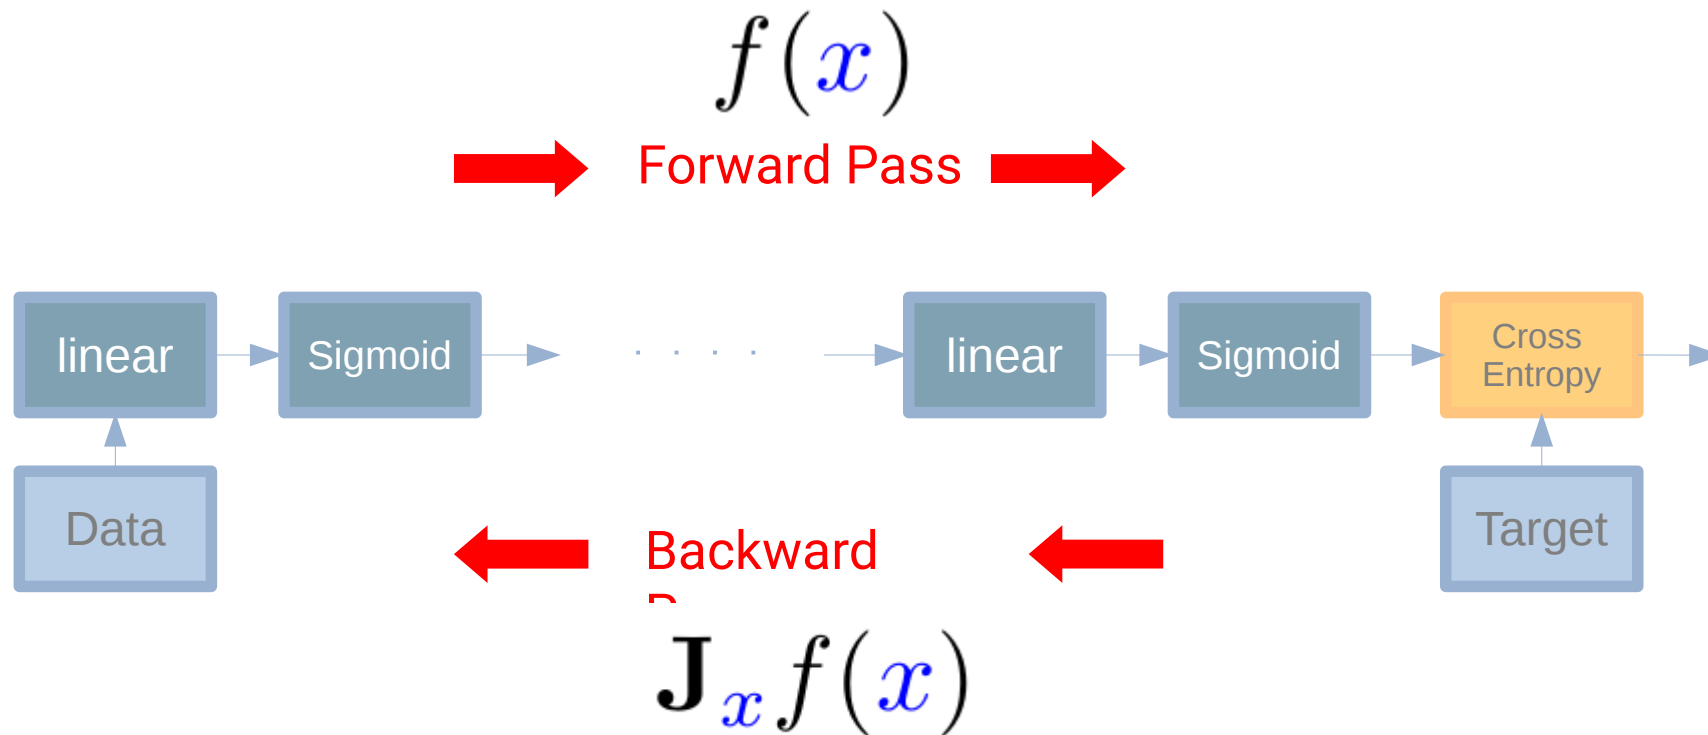 f(x)
Forward Pass
linear
Sigmoid
. . . .
linear
Sigmoid
Cross
Entropy
Data
Target
Backward
J_x f(x)